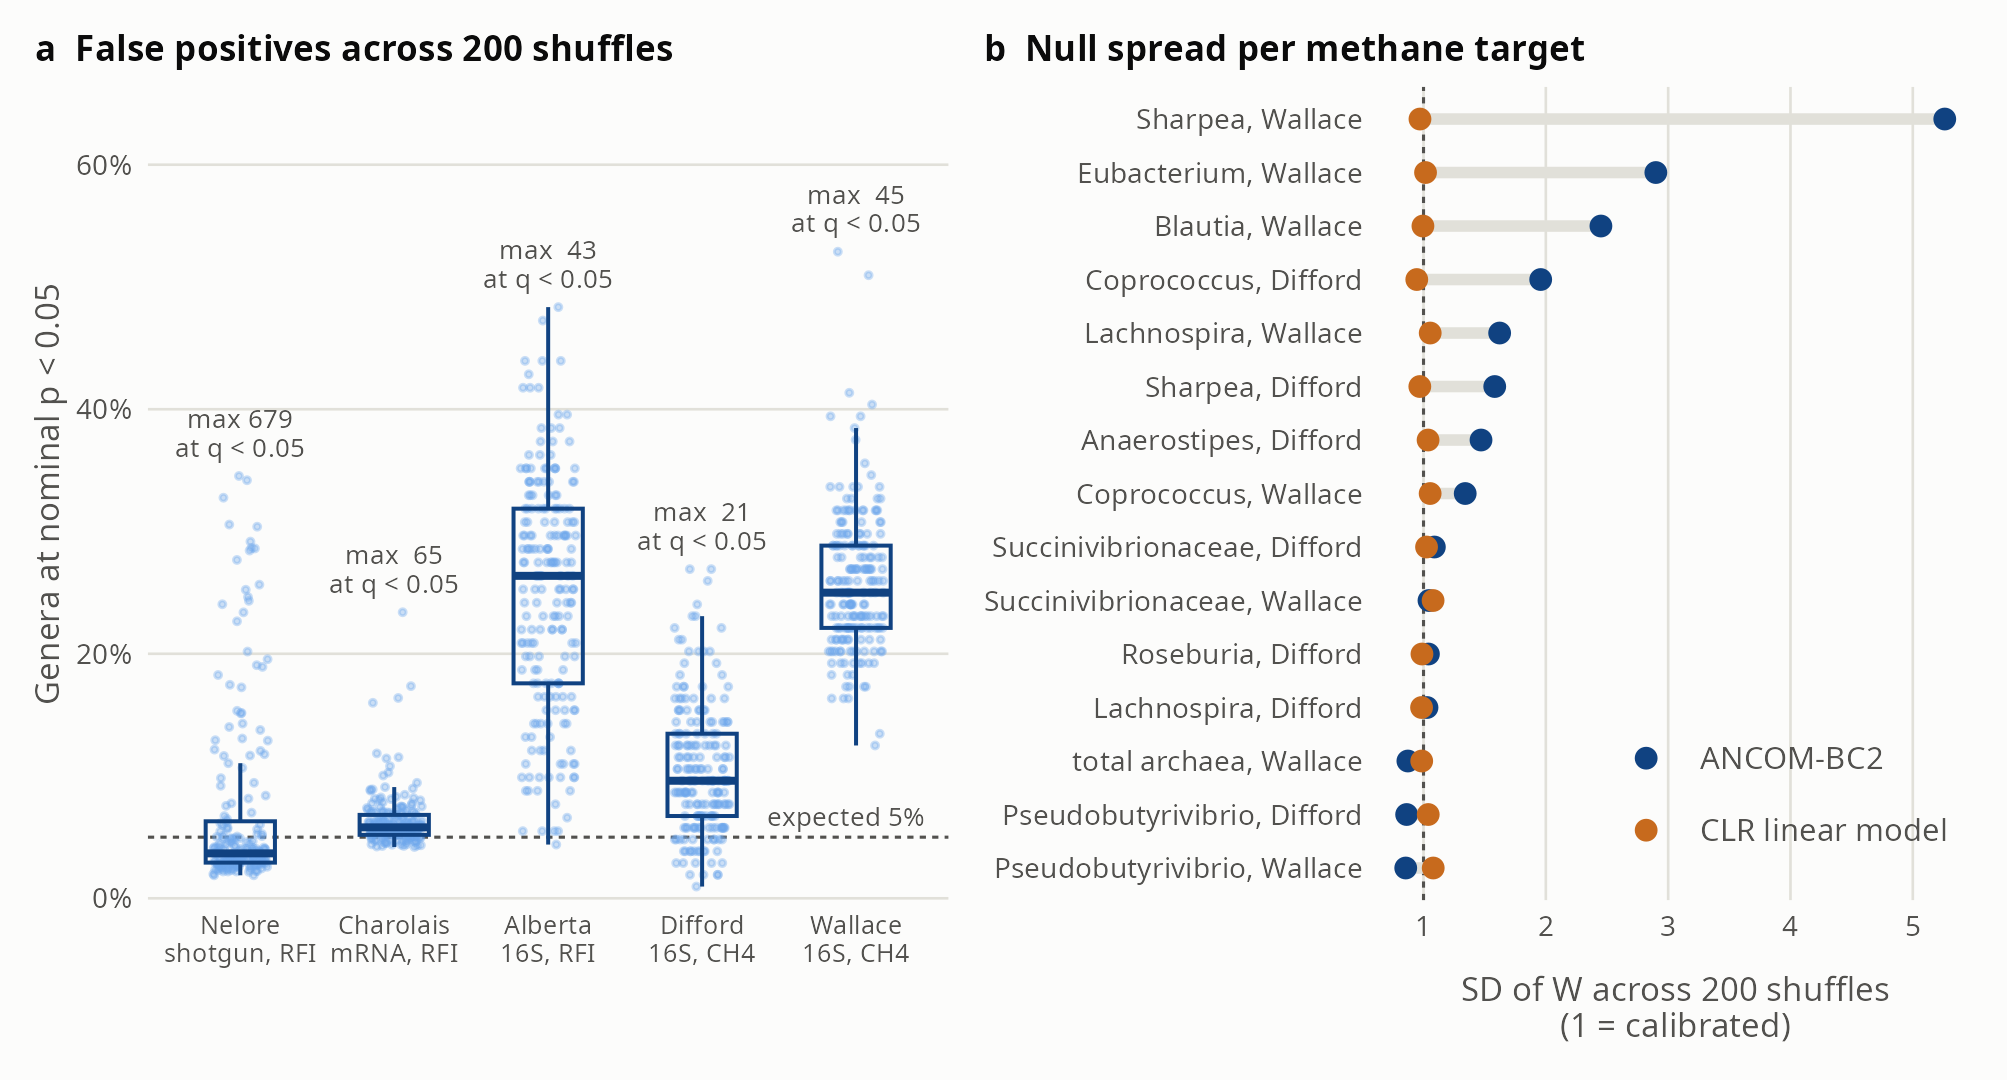 a False positives across 200 shuffles
Genera at nominal p < 0.05
60%
40%
20%
0%
max 679
at q < 0.05
max 65
at q < 0.05
max 43
at q < 0.05
max 21
at q < 0.05
max 45
at q < 0.05
expected 5%
Nelore
shotgun, RFI
Charolais
mRNA, RFI
Alberta
16S, RFI
Difford
16S, CH4
Wallace
16S, CH4
b Null spread per methane target
Sharpea, Wallace
Eubacterium, Wallace
Blautia, Wallace
Coprococcus, Difford
Lachnospira, Wallace
Sharpea, Difford
Anaerostipes, Difford
Coprococcus, Wallace
Succinivibrionaceae, Difford
Succinivibrionaceae, Wallace
Roseburia, Difford
Lachnospira, Difford
total archaea, Wallace
Pseudobutyrivibrio, Difford
Pseudobutyrivibrio, Wallace
ANCOM-BC2
CLR linear model
1 2 3 4 5
SD of W across 200 shuffles
(1 = calibrated)